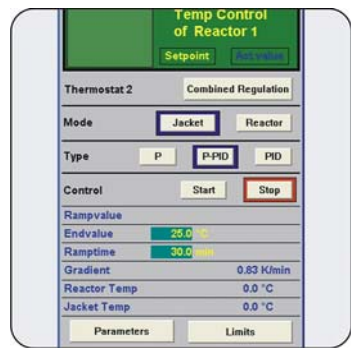 Temp Control
of Reactor 1
Setpoint Act.value
Thermostat 2 Combined Regulation
Mode Jacket Reactor
Type P P-PID PID
Control Start Stop
Rampvalue
Endvalue 25.0 °C
Ramptime 30.0 min
Gradient 0.83 K/min
Reactor Temp 0.0 °C
Jacket Temp 0.0 °C
Parameters Limits